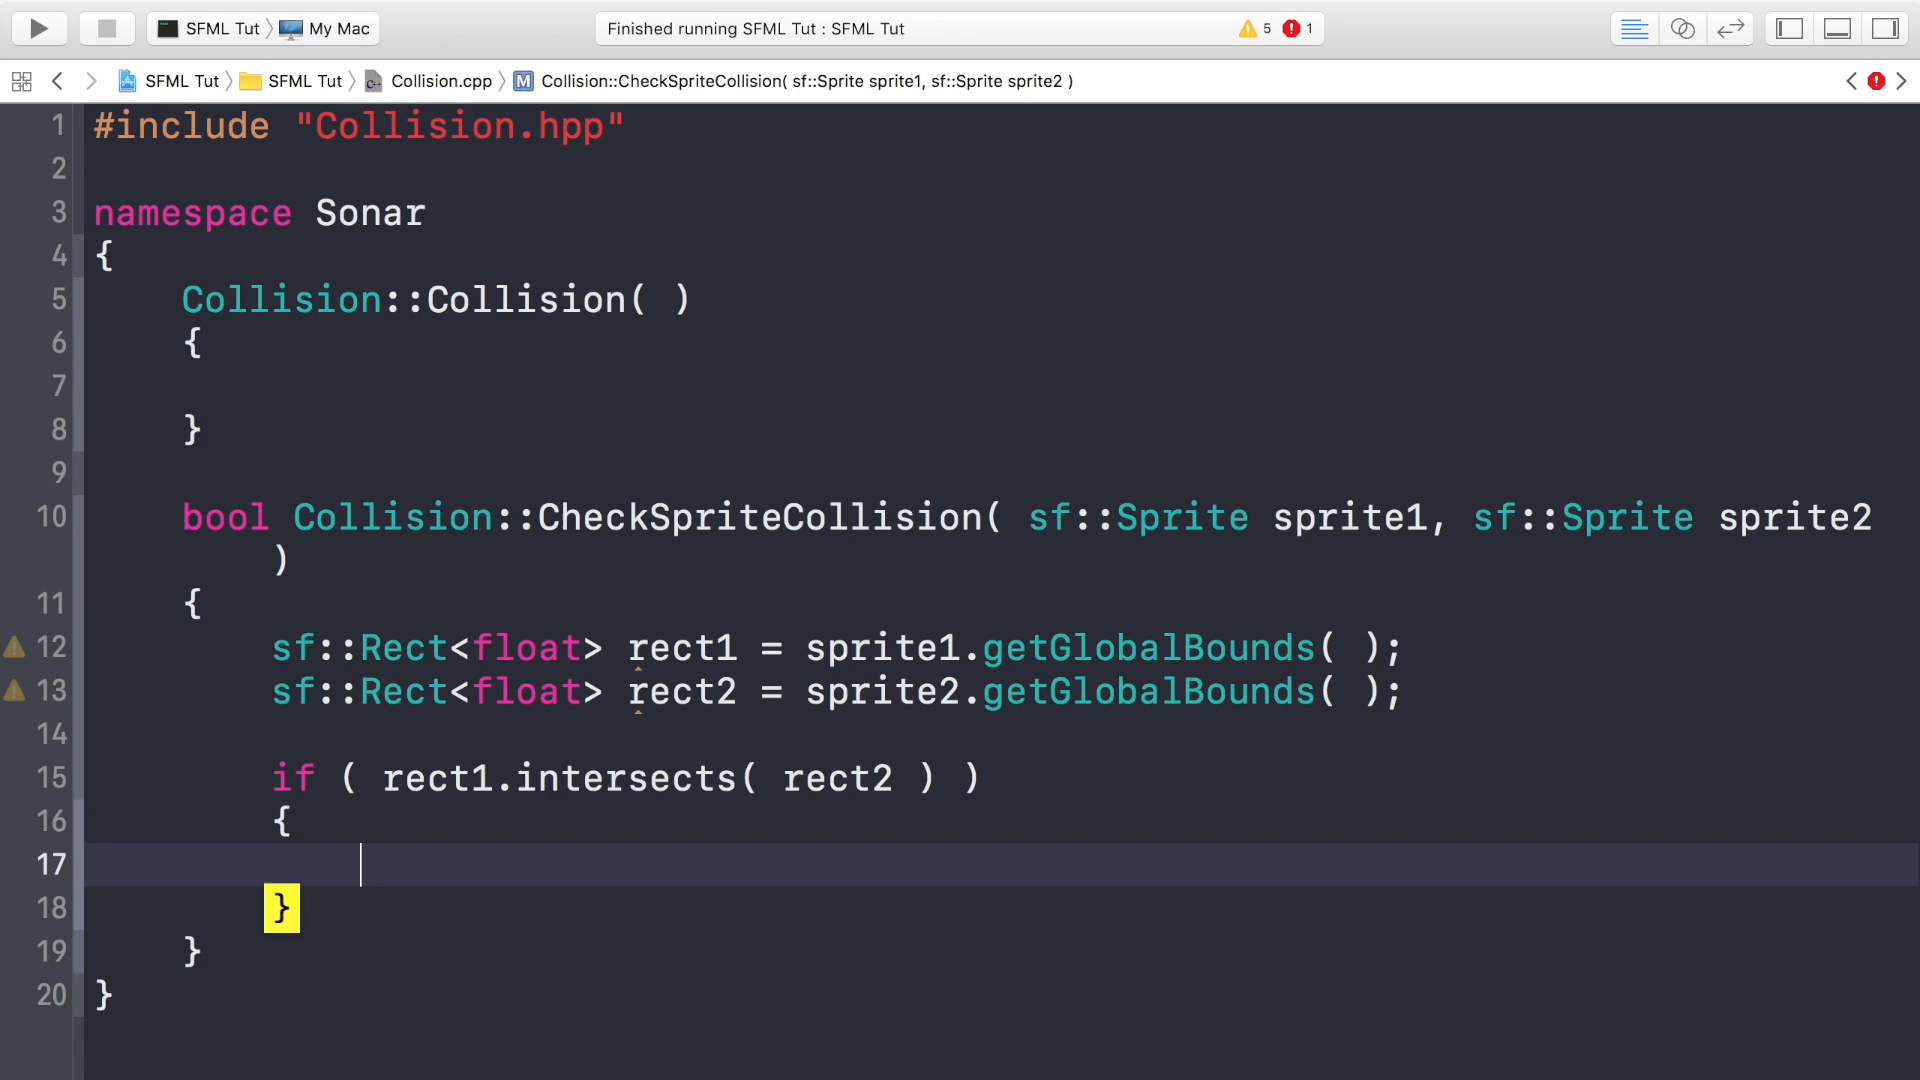 SFML Tut › My Mac
Finished running SFML Tut : SFML Tut
5
1
SFML Tut › SFML Tut › Collision.cpp › M Collision::CheckSpriteCollision( sf::Sprite sprite1, sf::Sprite sprite2 )
1 #include "Collision.hpp"
2
3 namespace Sonar
4 {
5 Collision::Collision( )
6 {
7
8 }
9
10 bool Collision::CheckSpriteCollision( sf::Sprite sprite1, sf::Sprite sprite2
)
11 {
12 sf::Rect<float> rect1 = sprite1.getGlobalBounds( );
13 sf::Rect<float> rect2 = sprite2.getGlobalBounds( );
14
15 if ( rect1.intersects( rect2 ) )
16 {
17
18 }
19 }
20 }